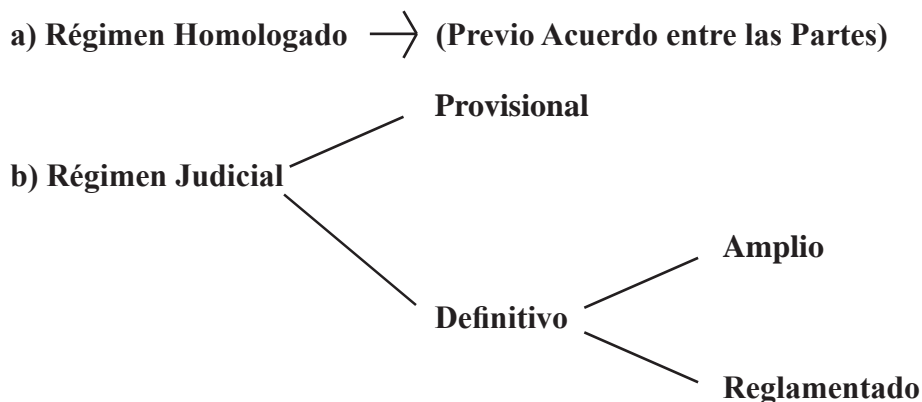 a) Régimen Homologado (Previo Acuerdo entre las Partes)
Provisional
b) Régimen Judicial
Amplio
Definitivo
Reglamentado